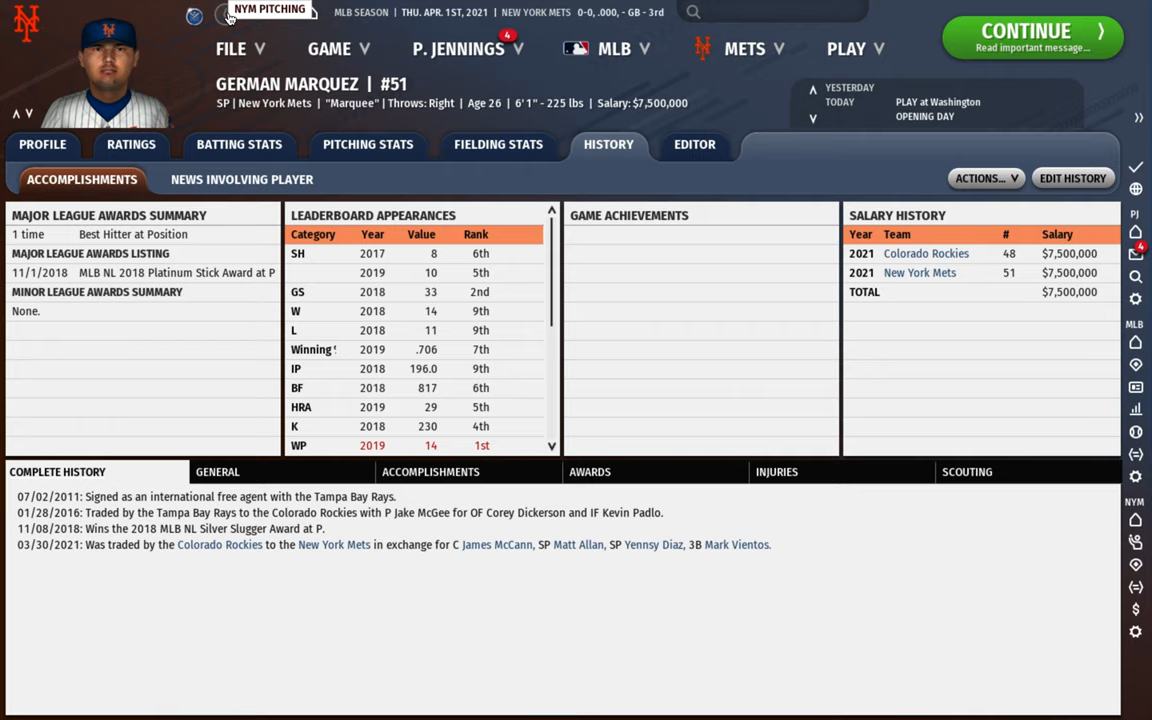 NYM PITCHING
MLB SEASON | THU. APR. 1ST, 2021 | NEW YORK METS 0-0, .000, - GB - 3rd
FILE GAME P. JENNINGS 4 MLB METS PLAY
CONTINUE
Read important message...
GERMAN MARQUEZ | #51
SP | New York Mets | "Marquee" | Throws: Right | Age 26 | 6'1" - 225 lbs | Salary: $7,500,000
YESTERDAY
TODAY PLAY at Washington
OPENING DAY
PROFILE RATINGS BATTING STATS PITCHING STATS FIELDING STATS HISTORY EDITOR
ACCOMPLISHMENTS NEWS INVOLVING PLAYER ACTIONS... EDIT HISTORY
MAJOR LEAGUE AWARDS SUMMARY
1 time Best Hitter at Position
MAJOR LEAGUE AWARDS LISTING
11/1/2018 MLB NL 2018 Platinum Stick Award at P
MINOR LEAGUE AWARDS SUMMARY
None.
LEADERBOARD APPEARANCES
Category Year Value Rank
SH 2017 8 6th
2019 10 5th
GS 2018 33 2nd
W 2018 14 9th
L 2018 11 9th
Winning 2019 .706 7th
IP 2018 196.0 9th
BF 2018 817 6th
HRA 2019 29 5th
K 2018 230 4th
WP 2019 14 1st
GAME ACHIEVEMENTS
SALARY HISTORY
Year Team # Salary
2021 Colorado Rockies 48 $7,500,000
2021 New York Mets 51 $7,500,000
TOTAL $7,500,000
PJ
4
MLB
NYM
COMPLETE HISTORY GENERAL ACCOMPLISHMENTS AWARDS INJURIES SCOUTING
07/02/2011: Signed as an international free agent with the Tampa Bay Rays.
01/28/2016: Traded by the Tampa Bay Rays to the Colorado Rockies with P Jake McGee for OF Corey Dickerson and IF Kevin Padlo.
11/08/2018: Wins the 2018 MLB NL Silver Slugger Award at P.
03/30/2021: Was traded by the Colorado Rockies to the New York Mets in exchange for C James McCann, SP Matt Allan, SP Yennsy Diaz, 3B Mark Vientos.